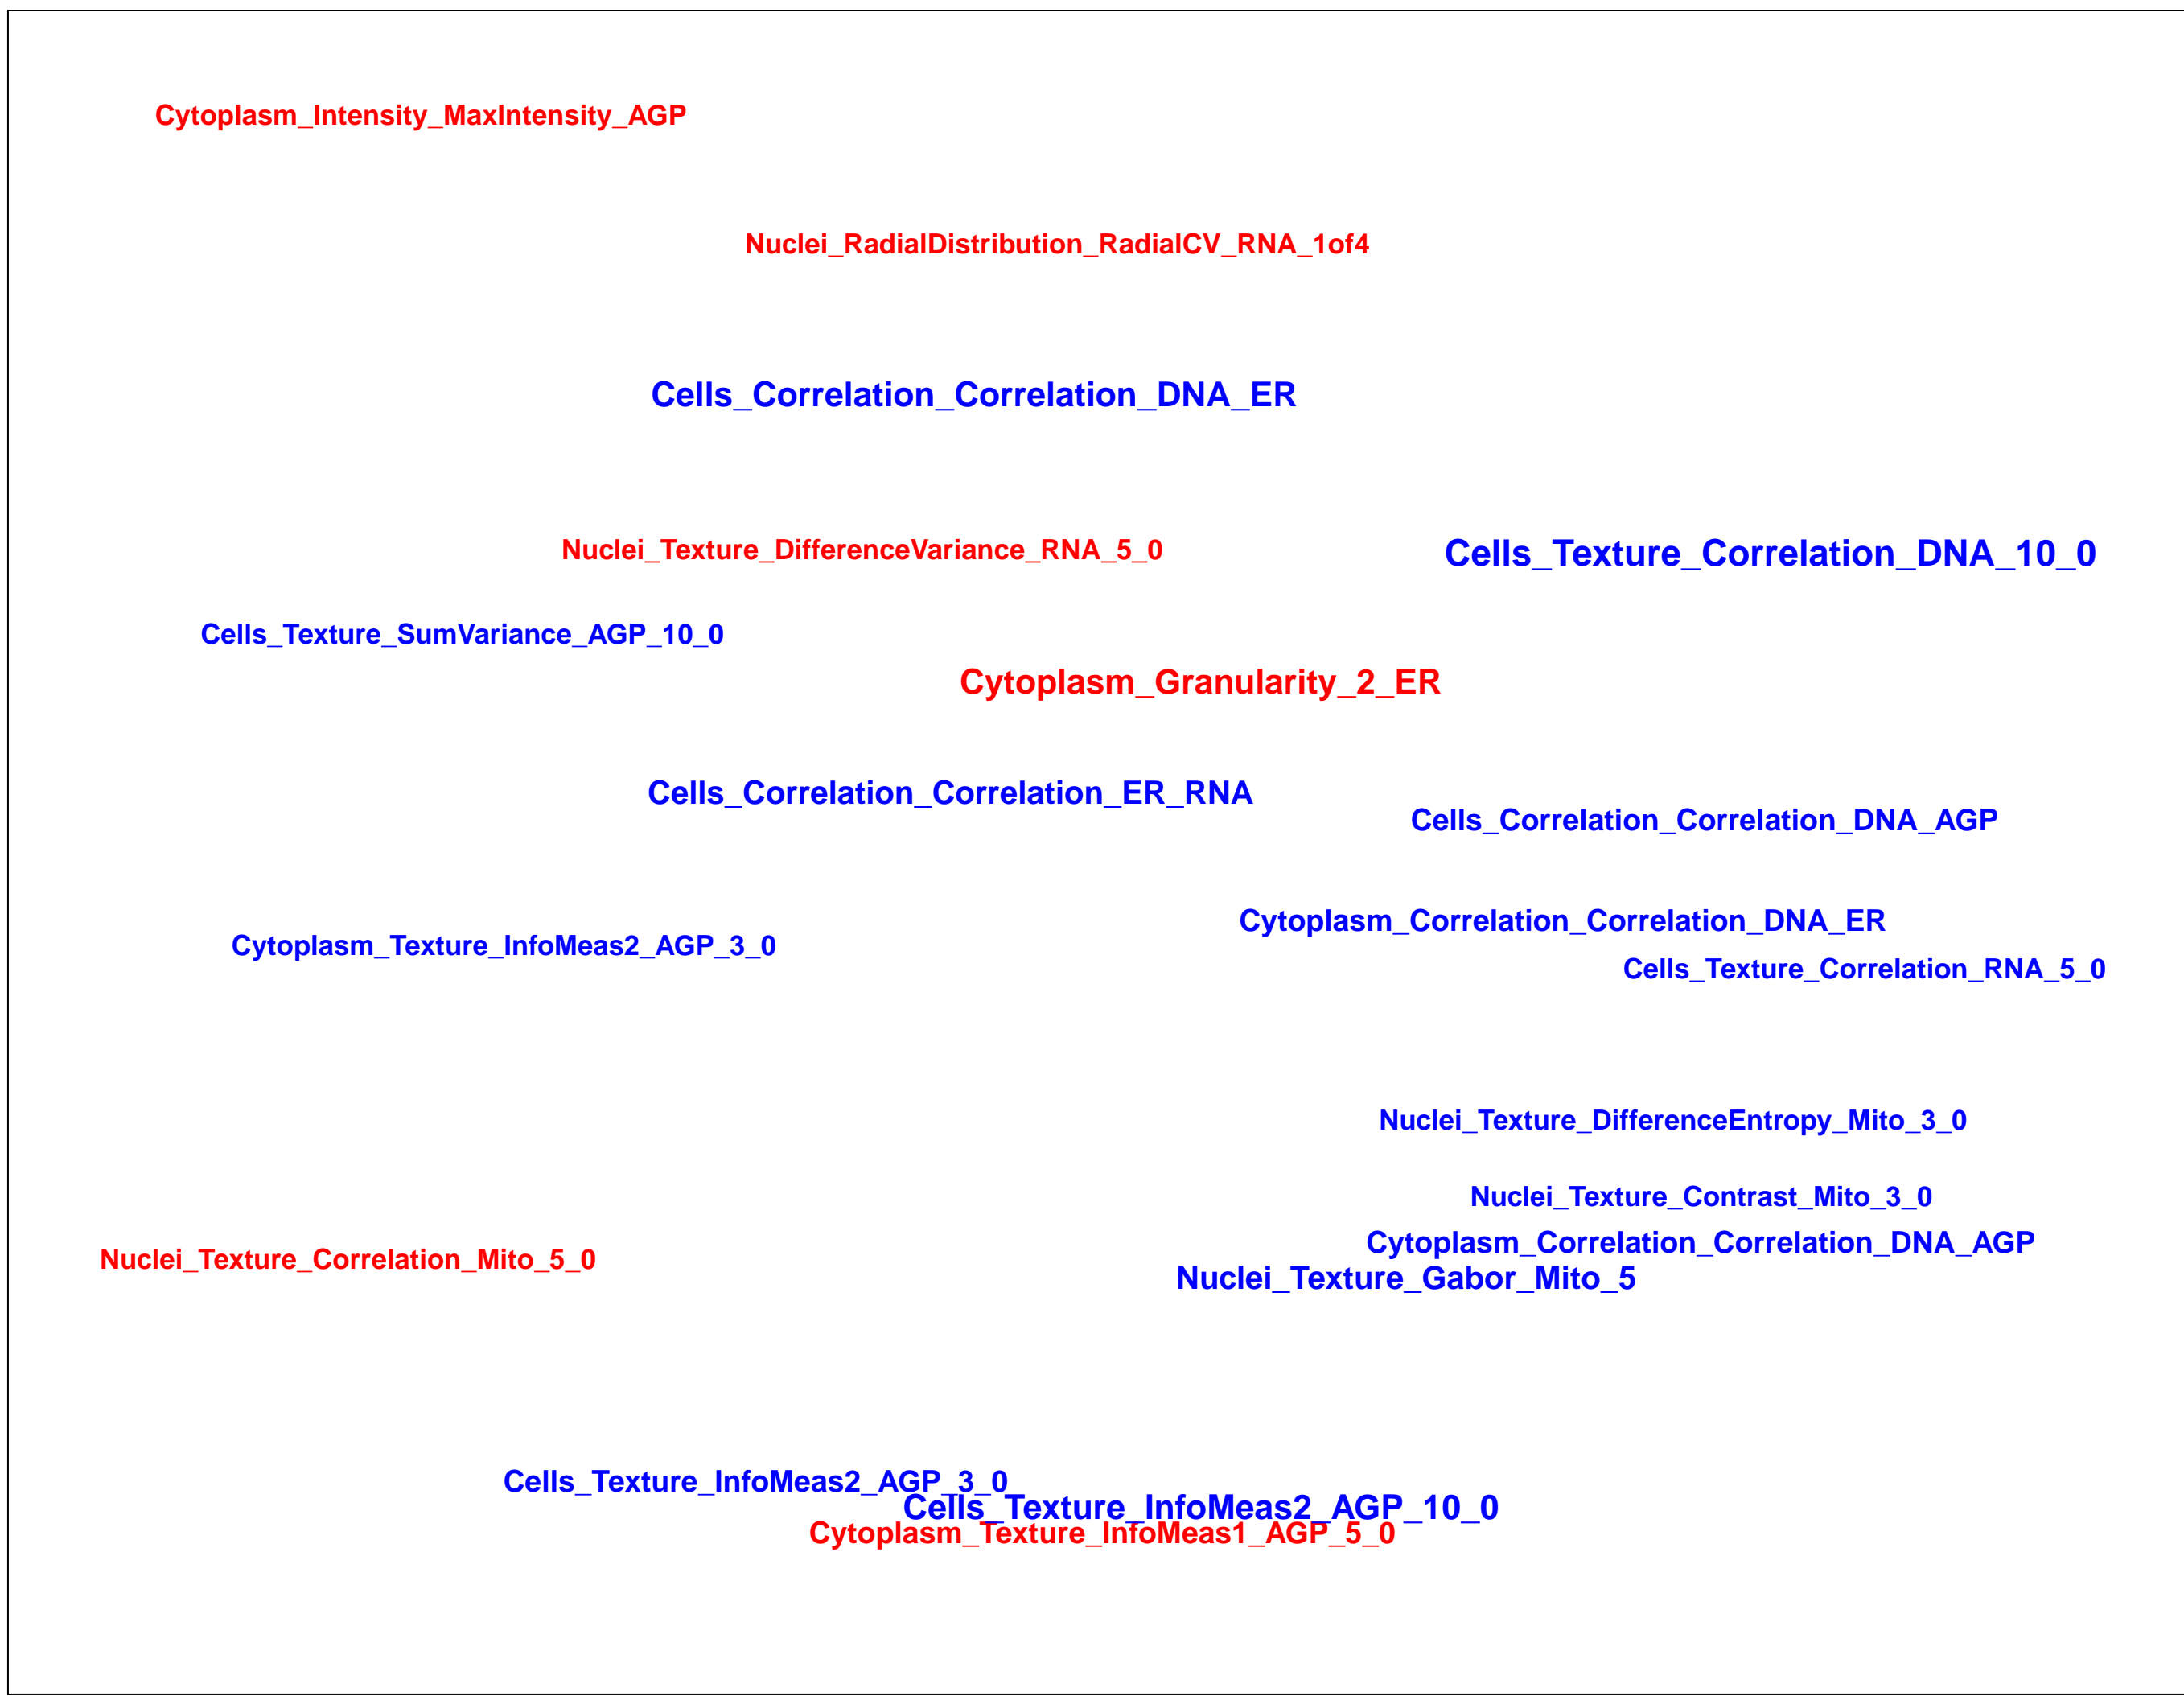 Cytoplasm_Intensity_MaxIntensity_AGP
Nuclei_RadialDistribution_RadialCV_RNA_1of4
Cells_Correlation_Correlation_DNA_ER
Nuclei_Texture_DifferenceVariance_RNA_5_0
Cells_Texture_Correlation_DNA_10_0
Cells_Texture_SumVariance_AGP_10_0
Cytoplasm_Granularity_2_ER
Cells_Correlation_Correlation_ER_RNA
Cells_Correlation_Correlation_DNA_AGP
Cytoplasm_Correlation_Correlation_DNA_ER
Cytoplasm_Texture_InfoMeas2_AGP_3_0
Cells_Texture_Correlation_RNA_5_0
Nuclei_Texture_DifferenceEntropy_Mito_3_0
Nuclei_Texture_Contrast_Mito_3_0
Cytoplasm_Correlation_Correlation_DNA_AGP
Nuclei_Texture_Correlation_Mito_5_0
Nuclei_Texture_Gabor_Mito_5
Cells_Texture_InfoMeas2_AGP_3_0
Cells_Texture_InfoMeas2_AGP_10_0
Cytoplasm_Texture_InfoMeas1_AGP_5_0